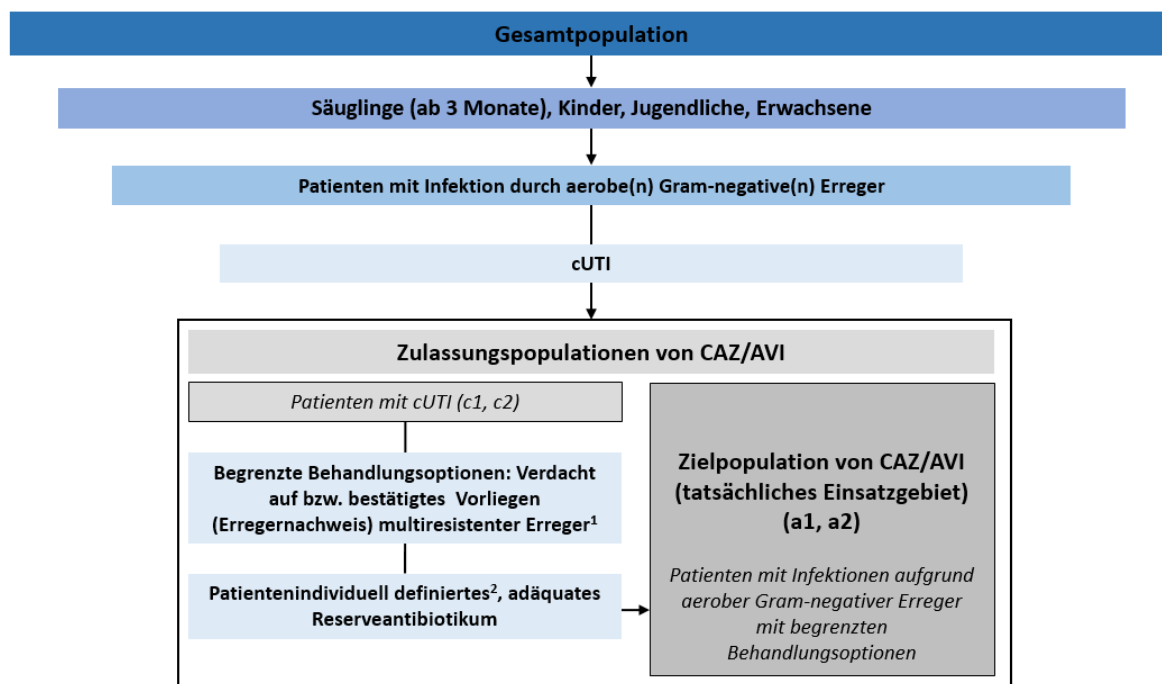 Gesamtpopulation
Säuglinge (ab 3 Monate), Kinder, Jugendliche, Erwachsene
Patienten mit Infektion durch aerobe(n) Gram-negative(n) Erreger
cUTI
Zulassungspopulationen von CAZ/AVI
Patienten mit cUTI (c1, c2)
Begrenzte Behandlungsoptionen: Verdacht
auf bzw. bestätigtes Vorliegen
(Erregernachweis) multiresistenter Erreger¹
Patientenindividuell definiertes², adäquates
Reserveantibiotikum
Zielpopulation von CAZ/AVI
(tatsächliches Einsatzgebiet)
(a1, a2)
Patienten mit Infektionen aufgrund
aerober Gram-negativer Erreger
mit begrenzten
Behandlungsoptionen